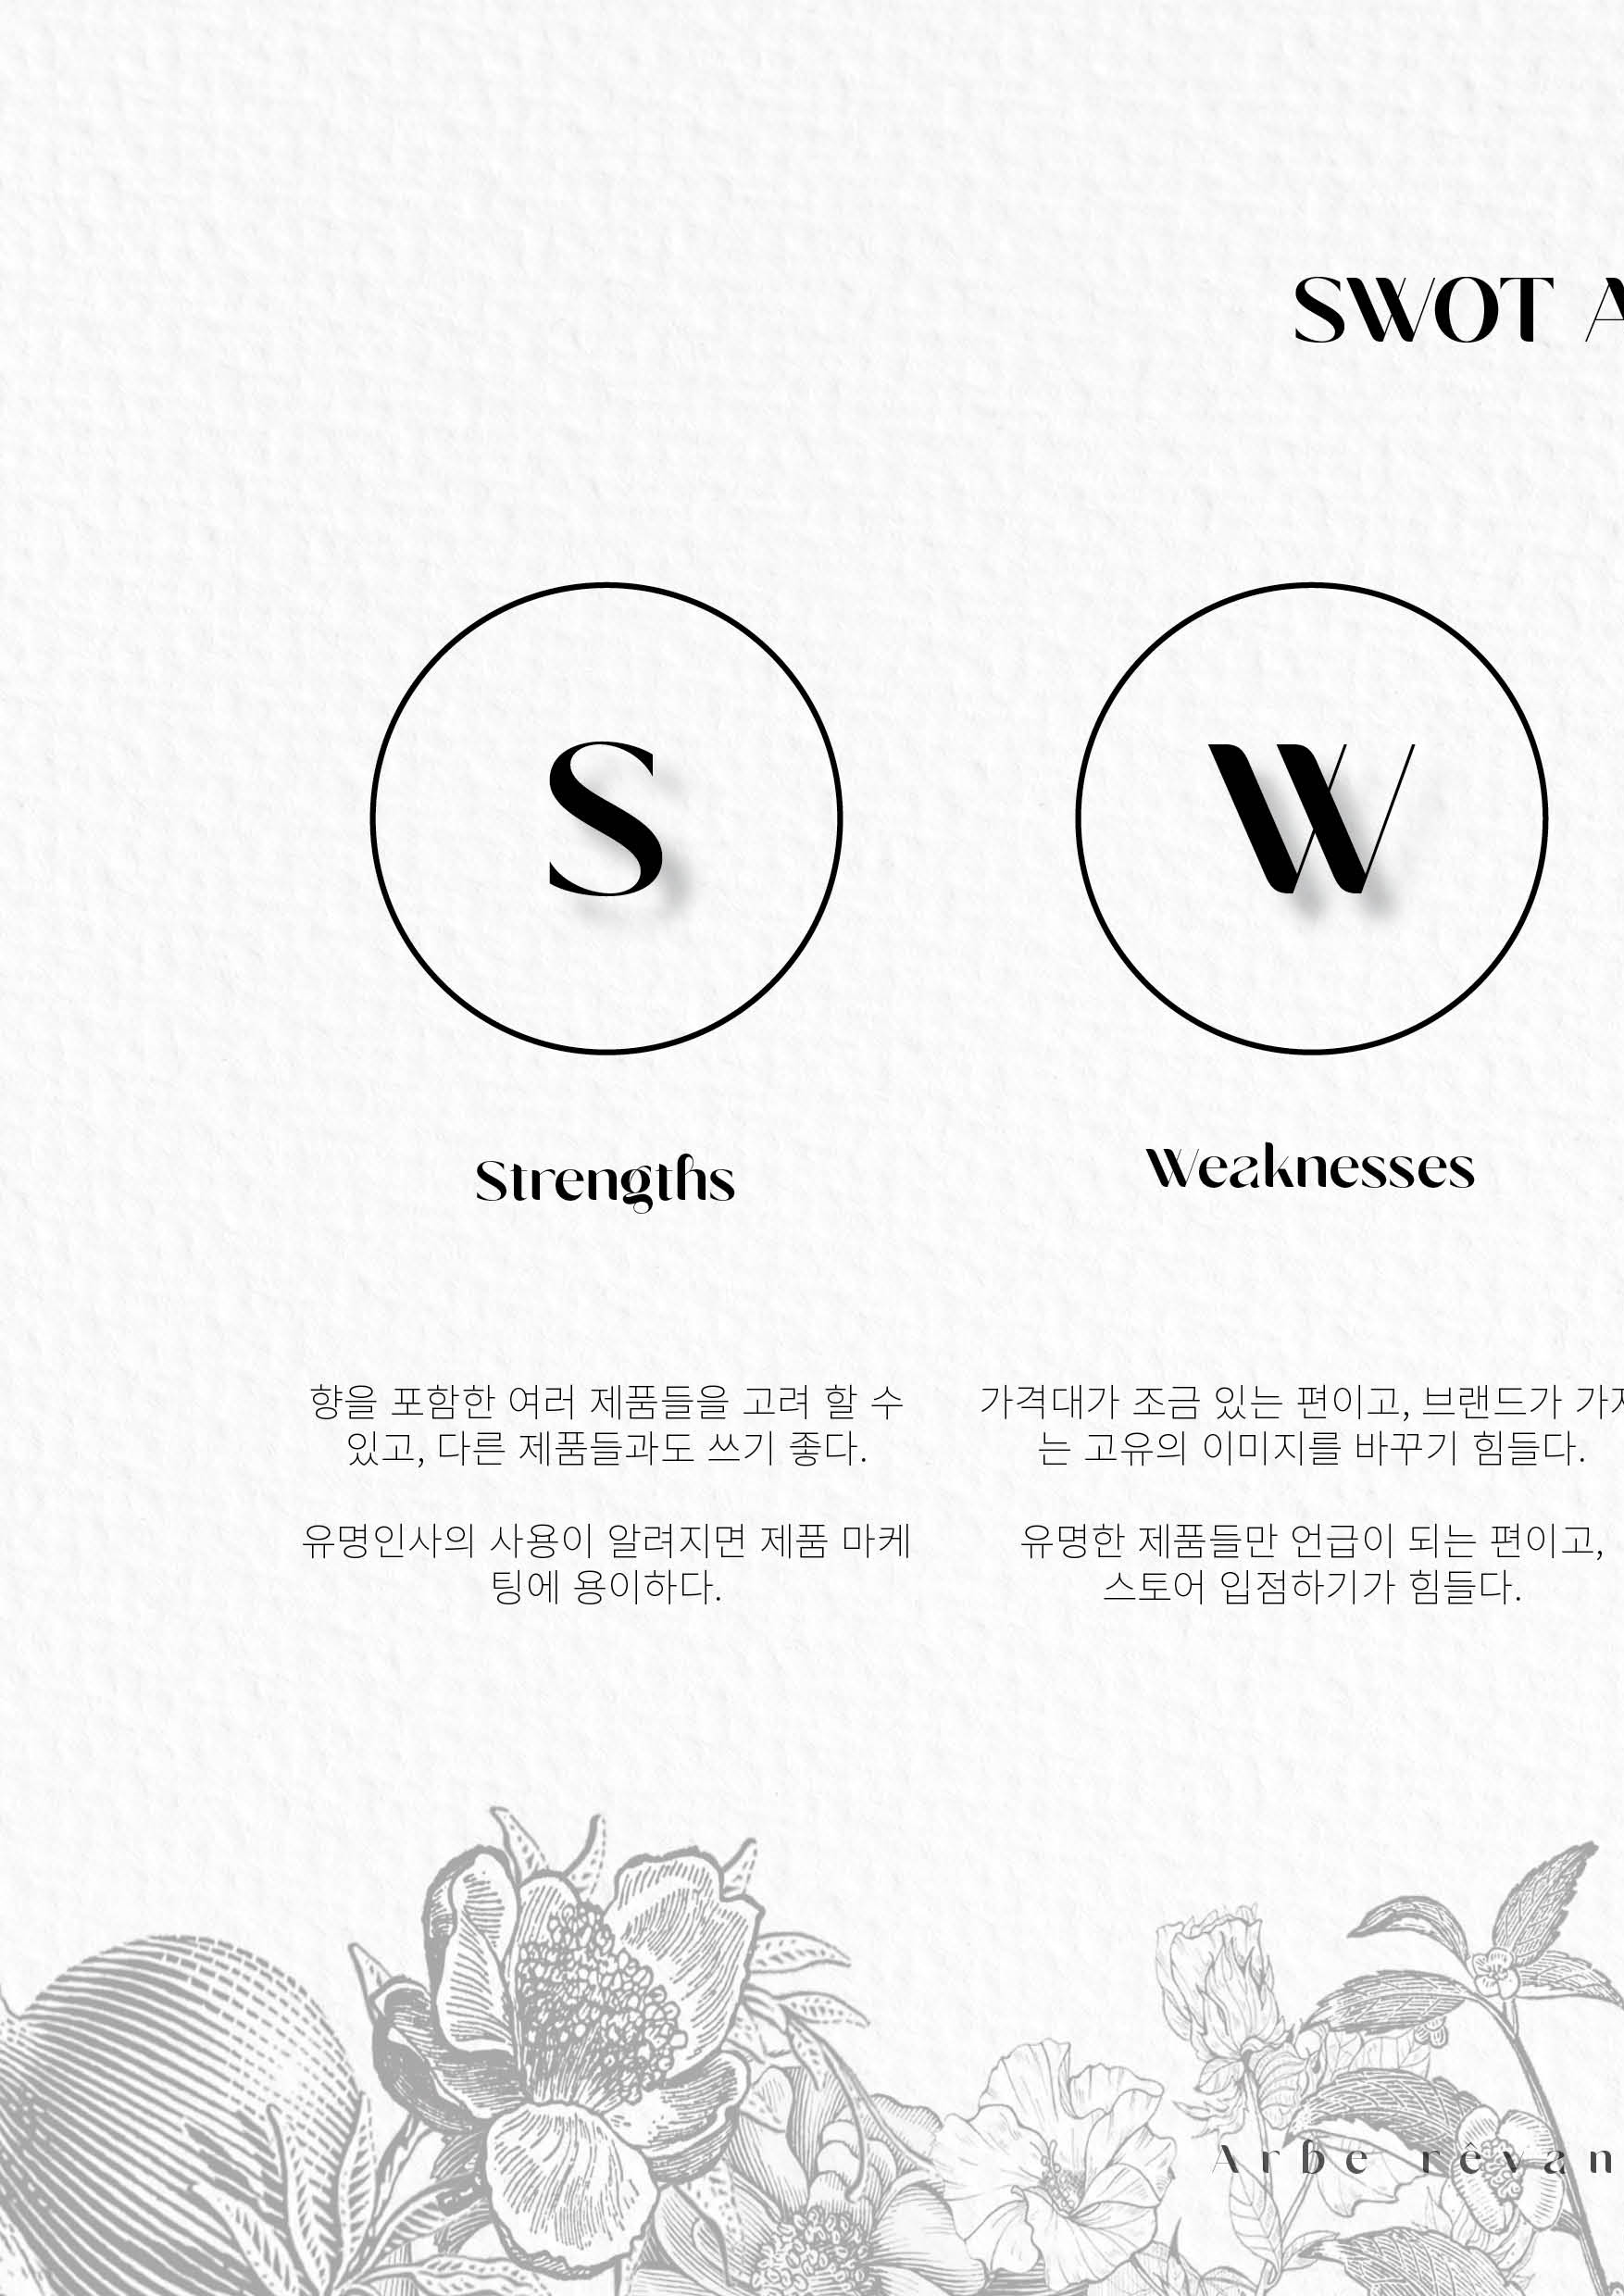 SWOT A
S
W
Strengths
Weaknesses
향을 포함한 여러 제품들을 고려 할 수
있고, 다른 제품들과도 쓰기 좋다.
유명인사의 사용이 알려지면 제품 마케
팅에 용이하다.
가격대가 조금 있는 편이고, 브랜드가
는 고유의 이미지를 바꾸기 힘들다.
유명한 제품들만 언급이 되는 편이고,
스토어 입점하기가 힘들다.
Arbe rêvan